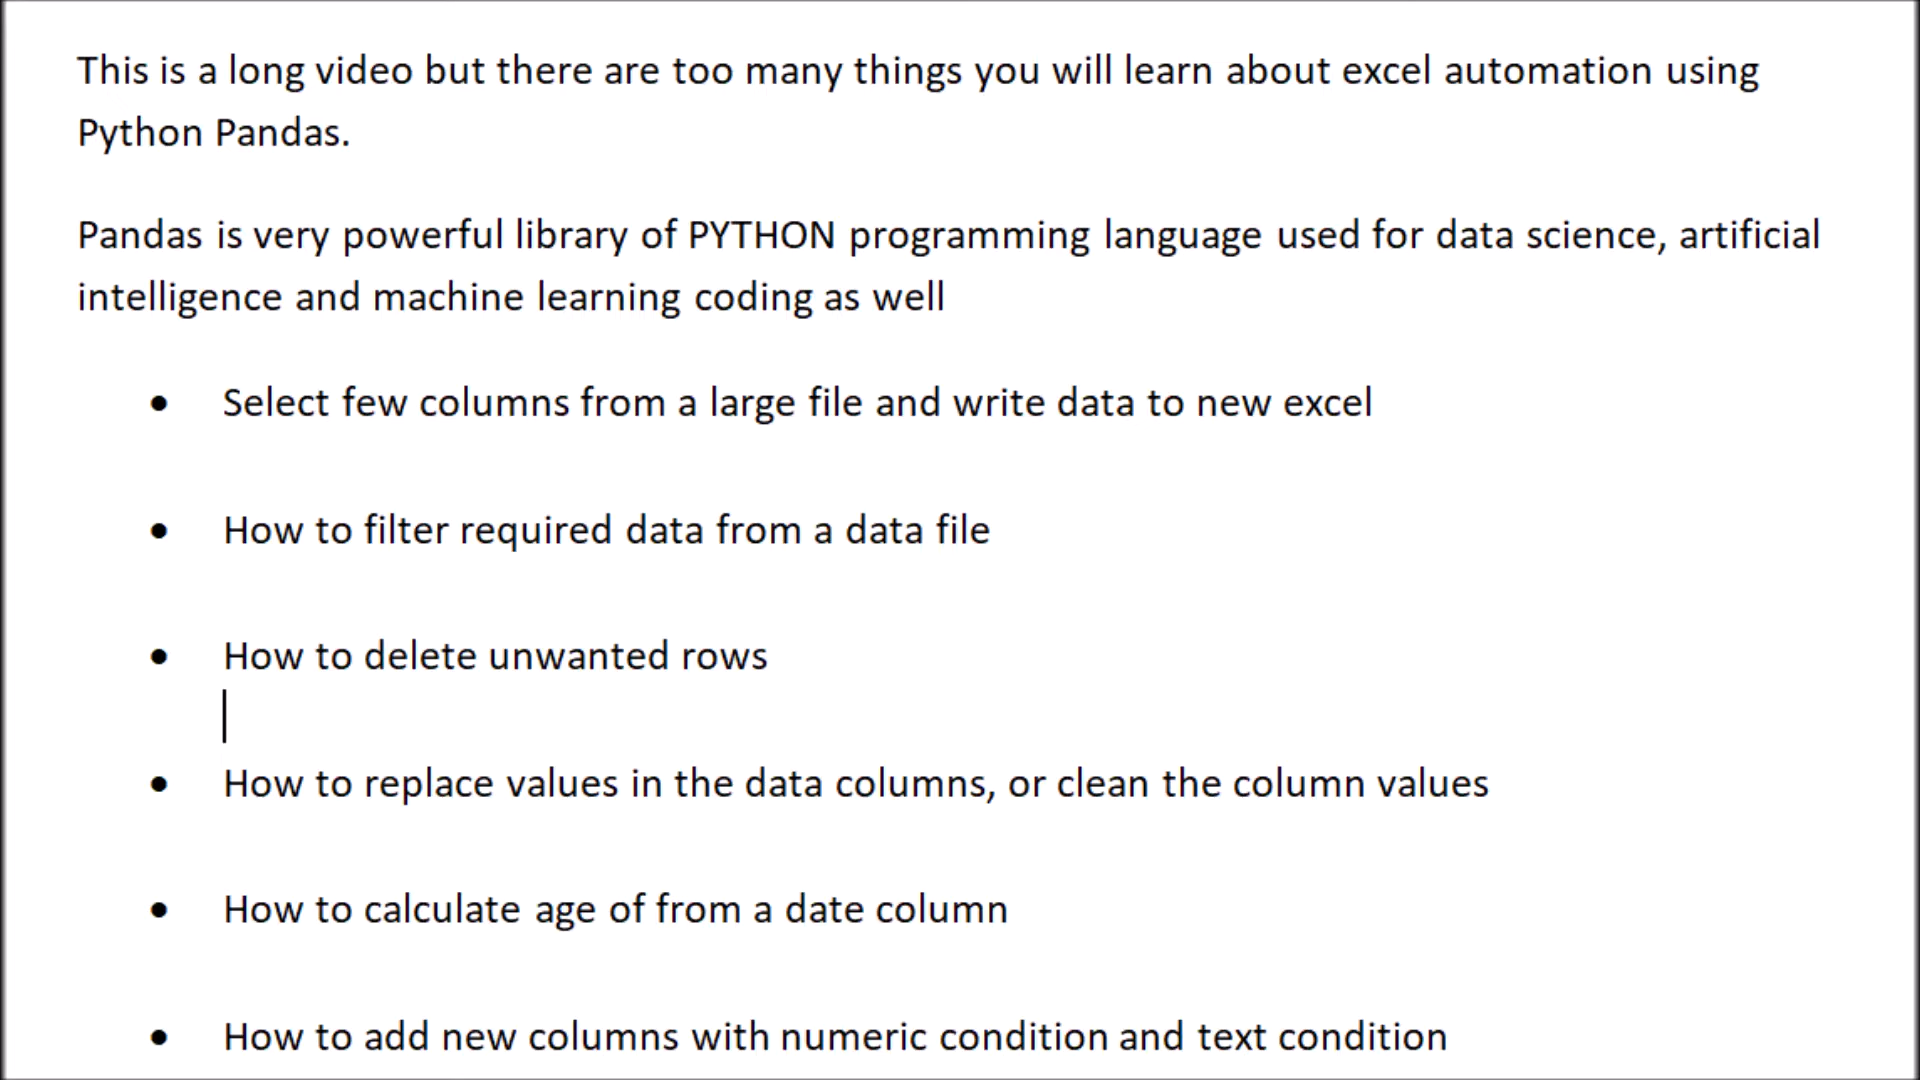 This is a long video but there are too many things you will learn about excel automation using
Python Pandas.
Pandas is very powerful library of PYTHON programming language used for data science, artificial
intelligence and machine learning coding as well
• Select few columns from a large file and write data to new excel
• How to filter required data from a data file
• How to delete unwanted rows
• How to replace values in the data columns, or clean the column values
• How to calculate age of from a date column
• How to add new columns with numeric condition and text condition